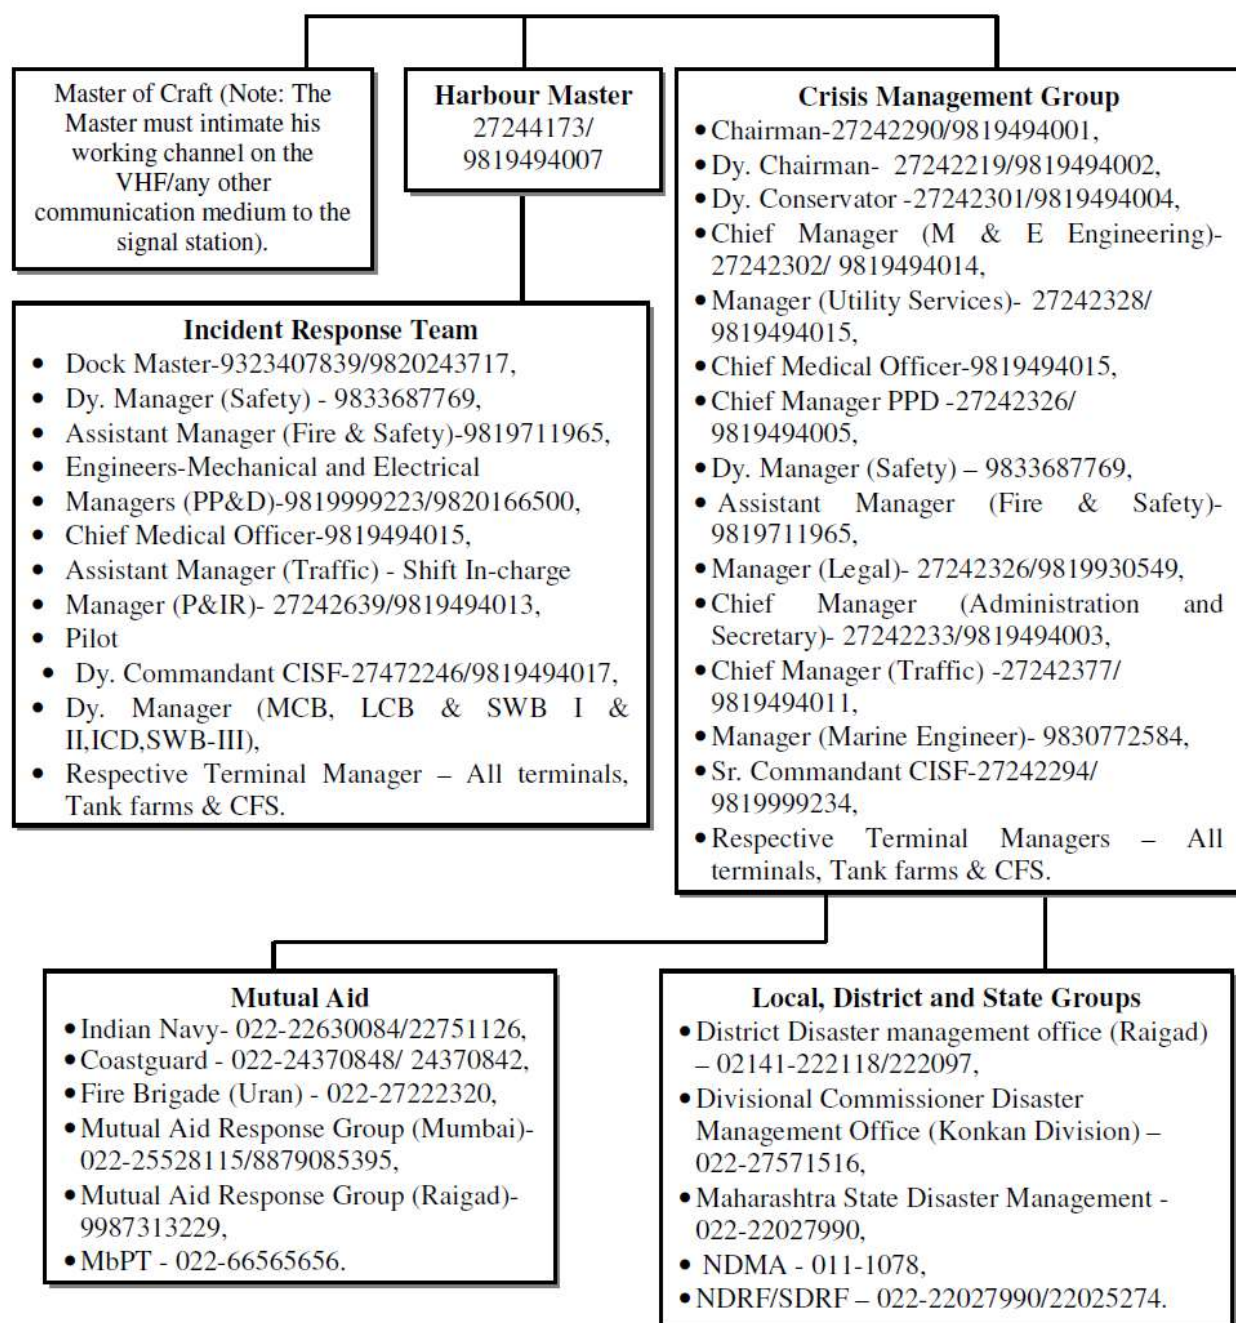 Master of Craft (Note: The
Master must intimate his
working channel on the
VHF/any other
communication medium to the
signal station).
Harbour Master
27244173/
9819494007
Crisis Management Group
•Chairman-27242290/9819494001,
•Dy. Chairman- 27242219/9819494002,
•Dy. Conservator -27242301/9819494004,
•Chief Manager (M & E Engineering)-
27242302/ 9819494014,
•Manager (Utility Services)- 27242328/
9819494015,
•Chief Medical Officer-9819494015,
•Chief Manager PPD -27242326/
9819494005,
•Dy. Manager (Safety) – 9833687769,
• Assistant Manager (Fire & Safety)-
9819711965,
•Manager (Legal)- 27242326/9819930549,
•Chief Manager (Administration and
Secretary)- 27242233/9819494003,
•Chief Manager (Traffic) -27242377/
9819494011,
•Manager (Marine Engineer)- 9830772584,
•Sr. Commandant CISF-27242294/
9819999234,
•Respective Terminal Managers – All
terminals, Tank farms & CFS.
Incident Response Team
• Dock Master-9323407839/9820243717,
• Dy. Manager (Safety) - 9833687769,
• Assistant Manager (Fire & Safety)-9819711965,
• Engineers-Mechanical and Electrical
• Managers (PP&D)-9819999223/9820166500,
• Chief Medical Officer-9819494015,
• Assistant Manager (Traffic) - Shift In-charge
• Manager (P&IR)- 27242639/9819494013,
• Pilot
• Dy. Commandant CISF-27472246/9819494017,
• Dy. Manager (MCB, LCB & SWB I &
II,ICD,SWB-III),
• Respective Terminal Manager – All terminals,
Tank farms & CFS.
Mutual Aid
•Indian Navy- 022-22630084/22751126,
•Coastguard - 022-24370848/ 24370842,
•Fire Brigade (Uran) - 022-27222320,
•Mutual Aid Response Group (Mumbai)-
022-25528115/8879085395,
•Mutual Aid Response Group (Raigad)-
9987313229,
•MbPT - 022-66565656.
Local, District and State Groups
•District Disaster management office (Raigad)
– 02141-222118/222097,
•Divisional Commissioner Disaster
Management Office (Konkan Division) –
022-27571516,
•Maharashtra State Disaster Management -
022-22027990,
• NDMA - 011-1078,
•NDRF/SDRF – 022-22027990/22025274.